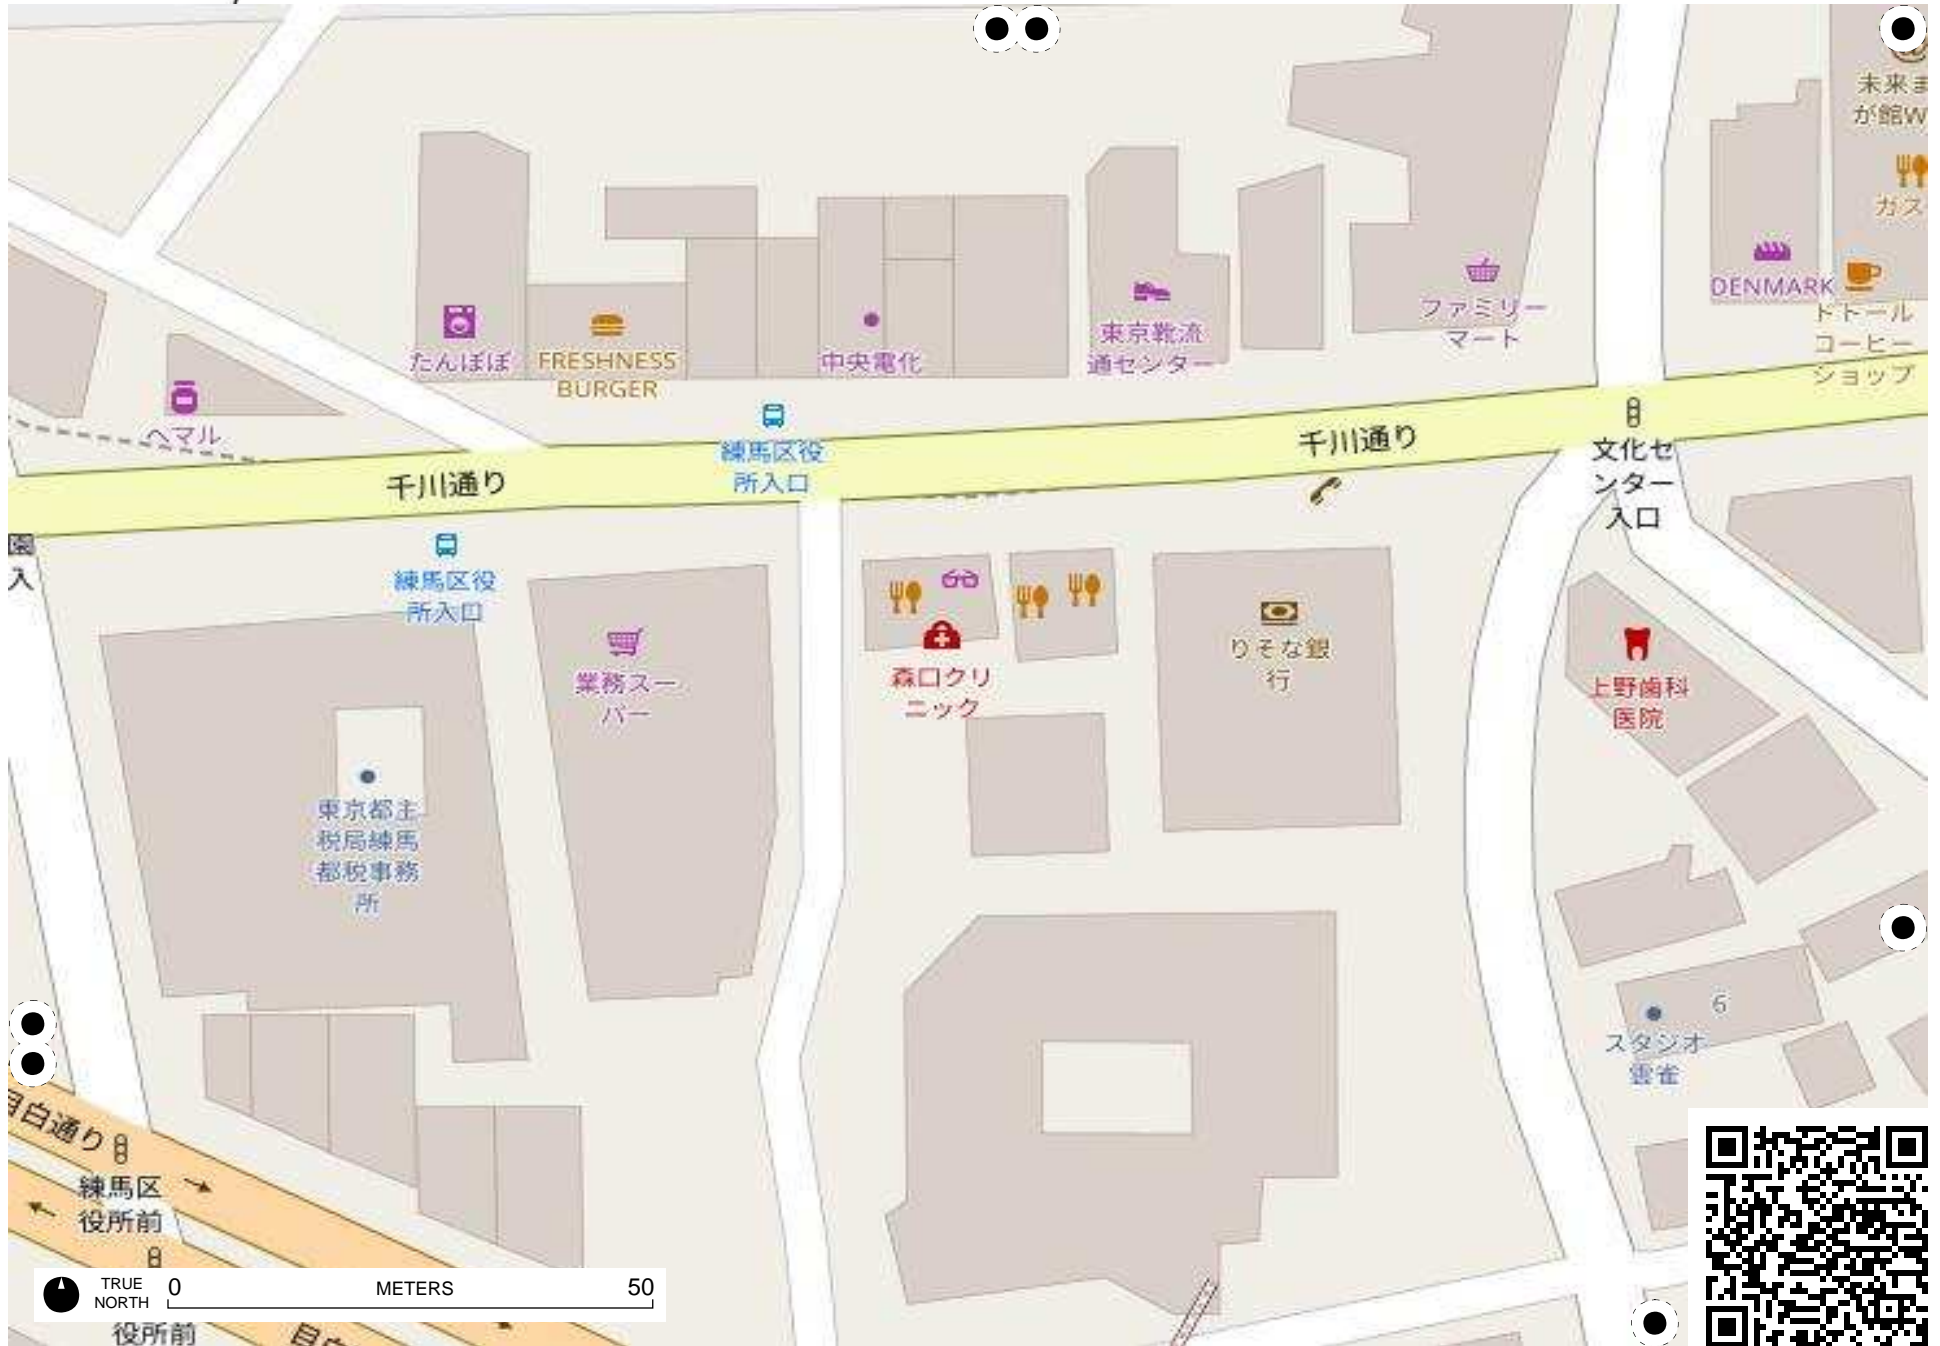 未来ま
が館W
ガス
DENMARK
ドトール
コーヒー
ショップ
ファミリー
マート
東京靴流
通センター
中央電化
FRESHNESS
BURGER
たんぽぽ
ヘマル
練馬区役
所入口
千川通り
千川通り
文化セ
ンター
入口
園
入
練馬区役
所入口
業務スー
パー
森口クリ
ニック
りそな銀
行
上野歯科
医院
東京都主
税局練馬
都税事務
所
6
スタジオ
雲雀
目白通り
練馬区
役所前
TRUE
NORTH
0
METERS
50
役所前